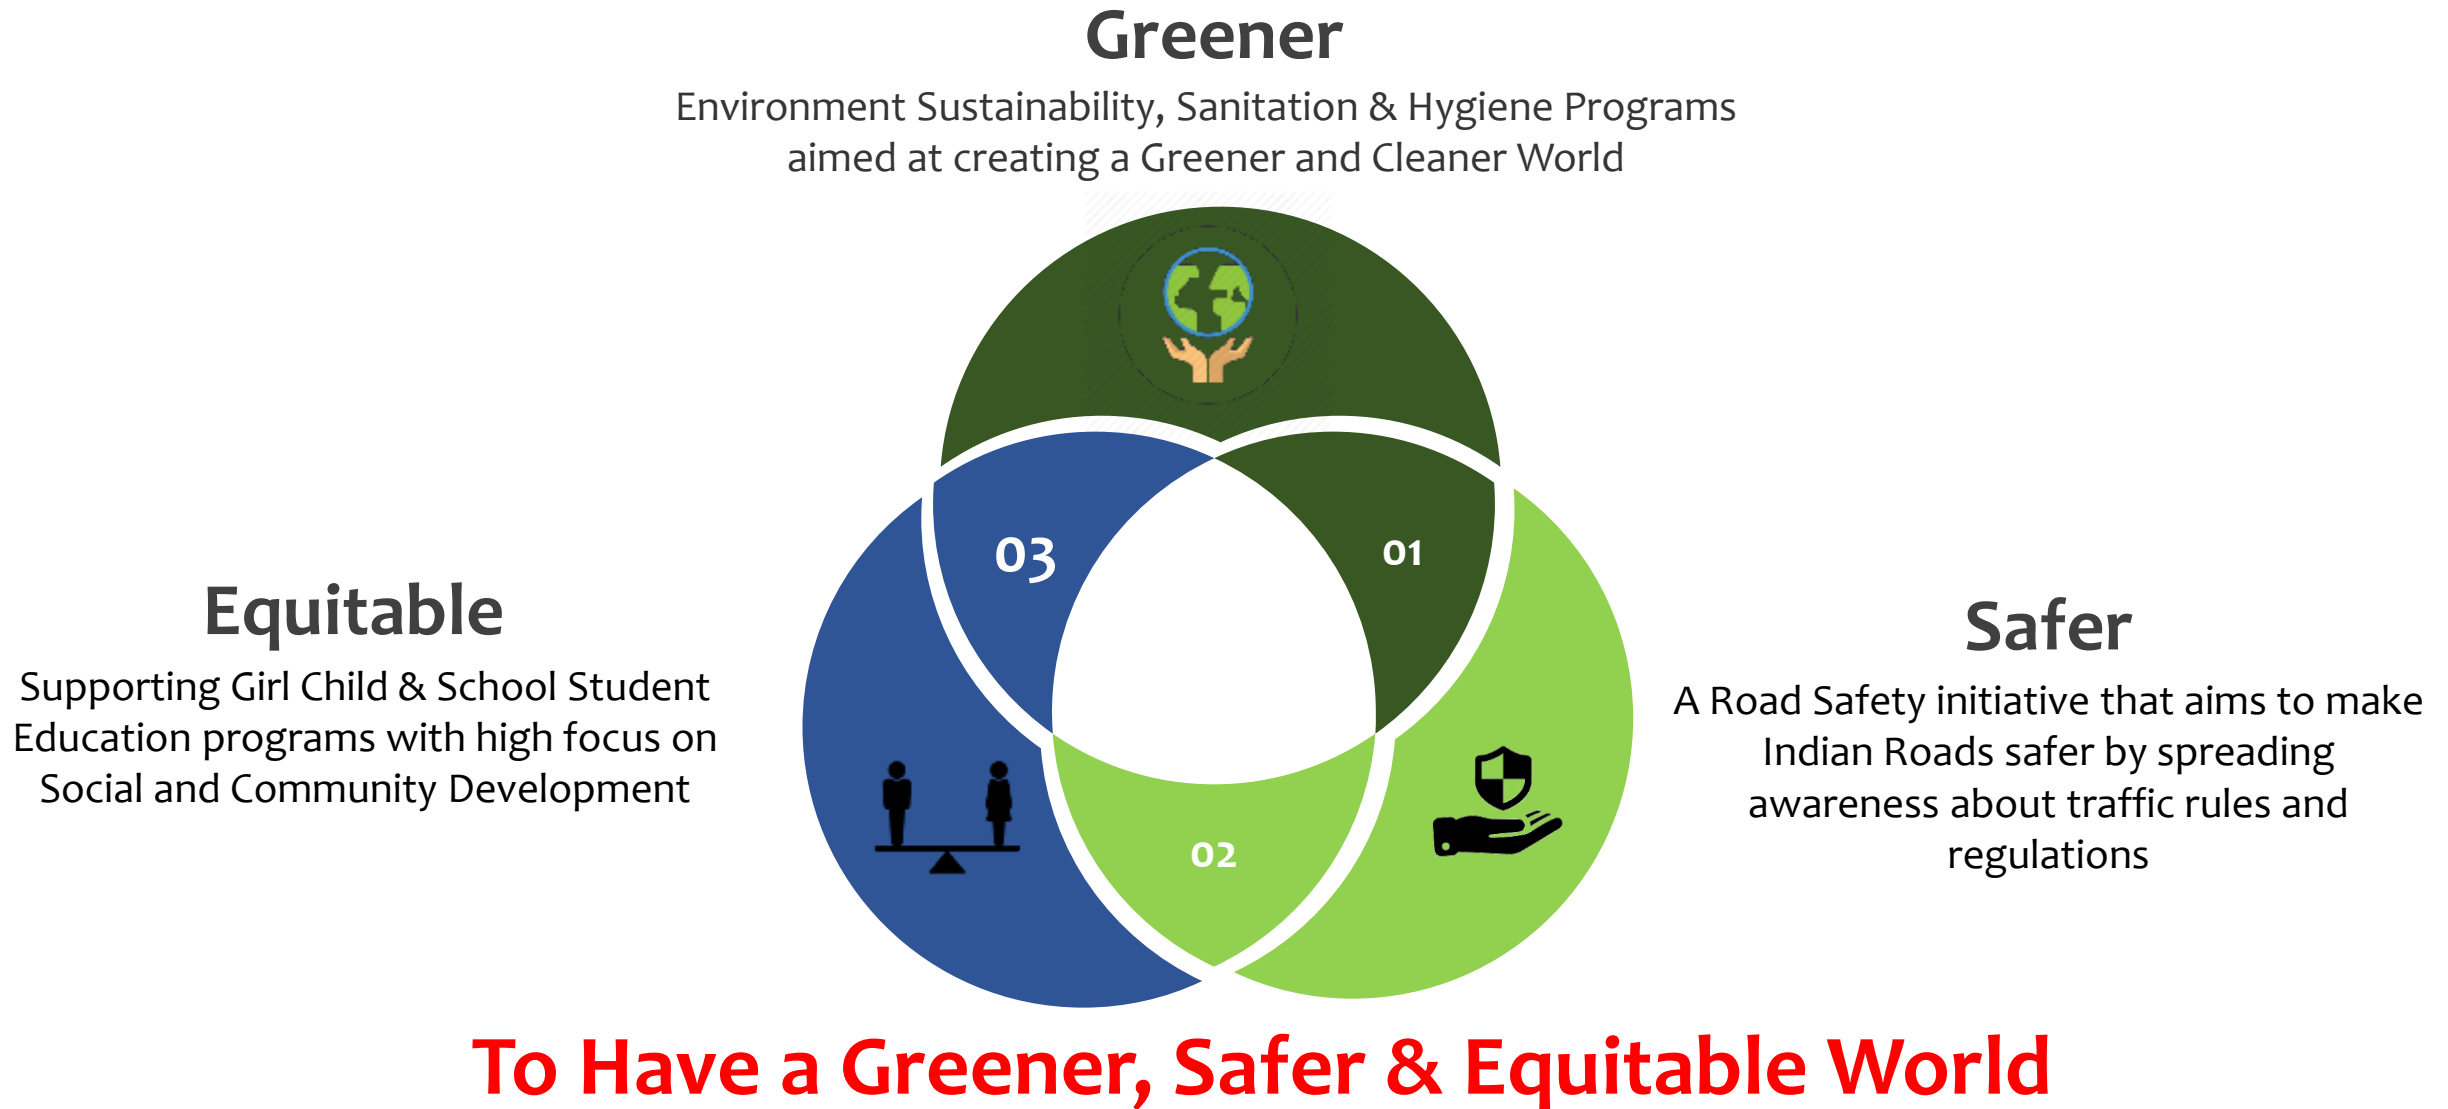 Greener
Environment Sustainability, Sanitation & Hygiene Programs
aimed at creating a Greener and Cleaner World
03
01
02
Equitable
Supporting Girl Child & School Student
Education programs with high focus on
Social and Community Development
Safer
A Road Safety initiative that aims to make
Indian Roads safer by spreading
awareness about traffic rules and
regulations
To Have a Greener, Safer & Equitable World